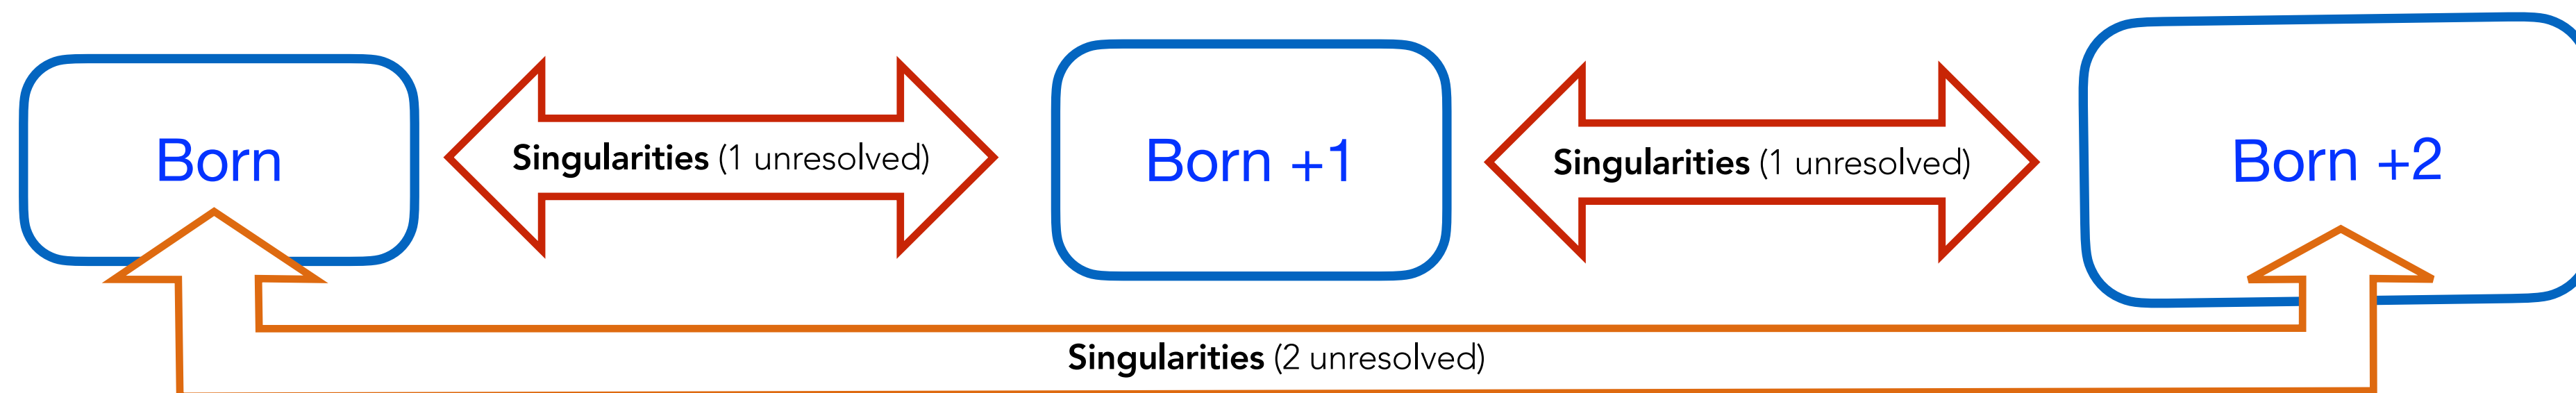 Born
Singularities (1 unresolved)
Born +1
Singularities (1 unresolved)
Born +2
Singularities (2 unresolved)